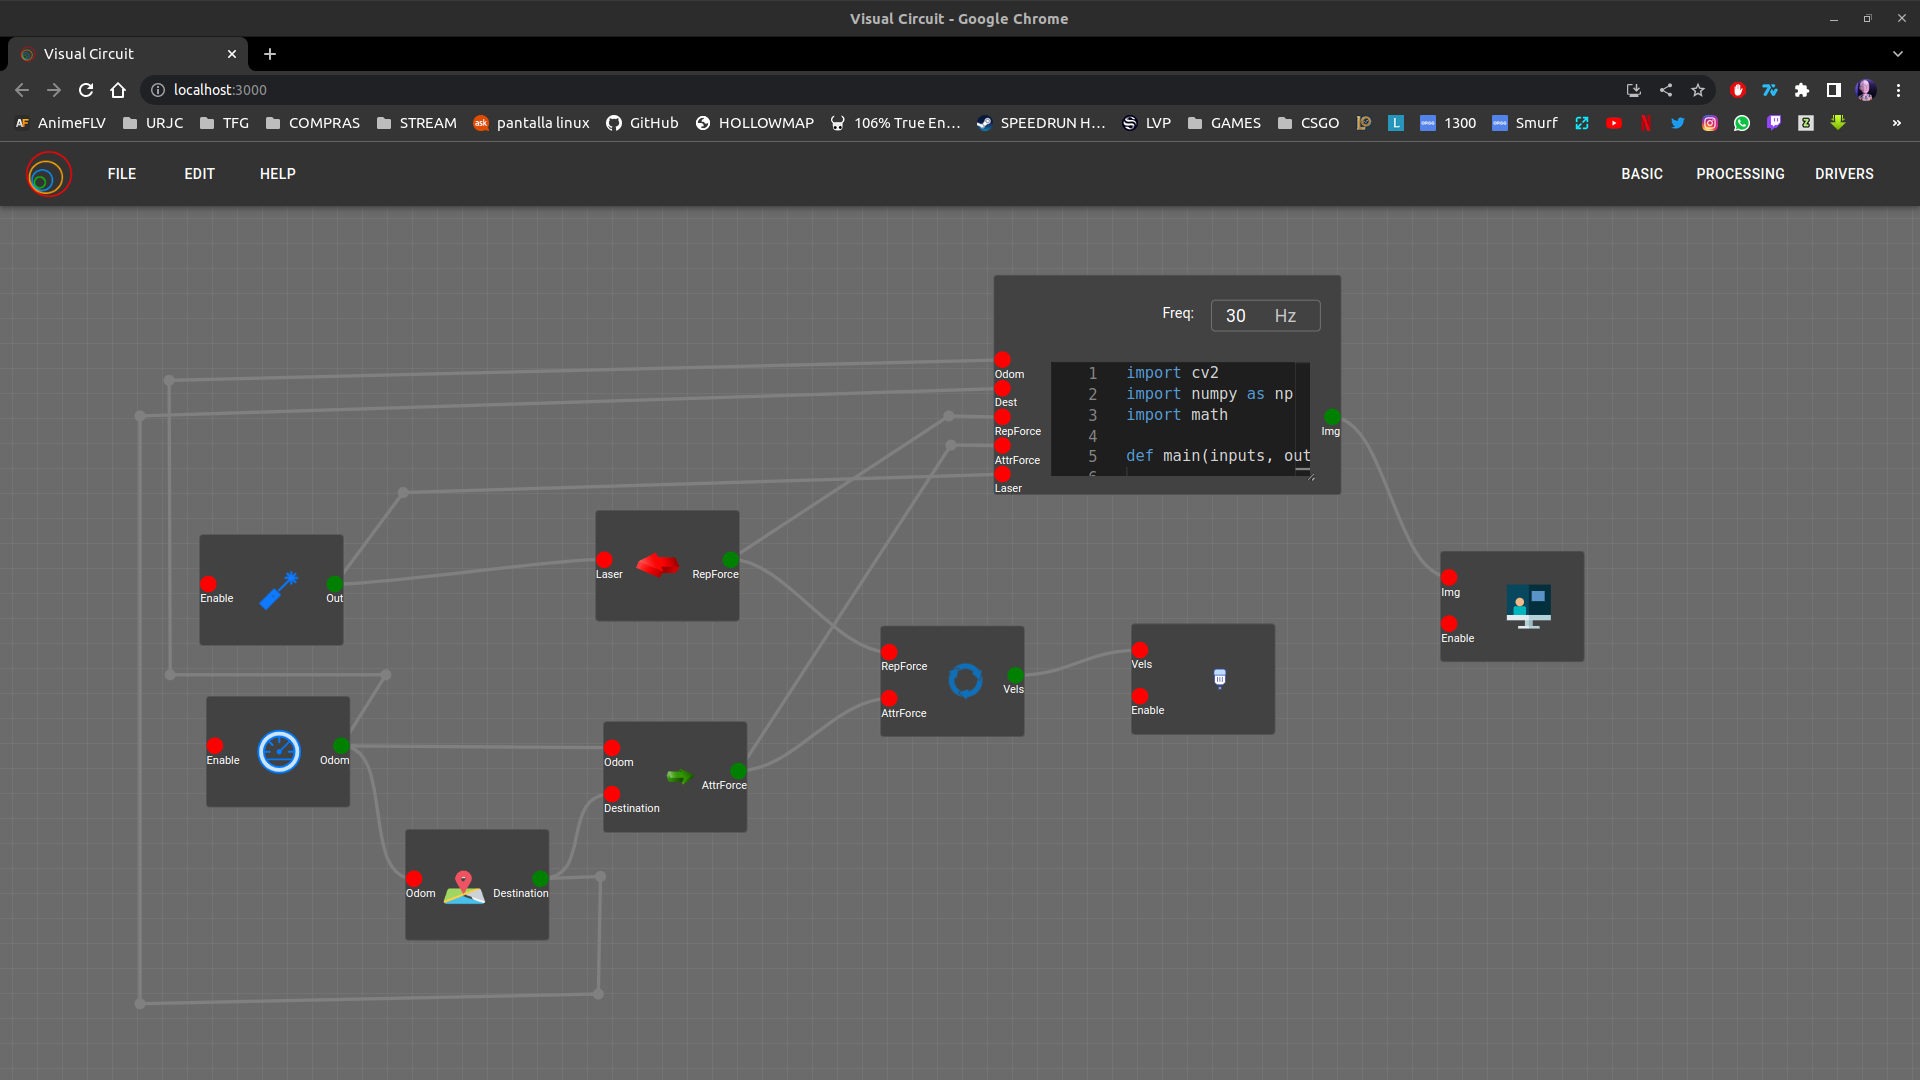 Visual Circuit - Google Chrome
Visual Circuit
localhost:3000
AnimeFLV URJC TFG COMPRAS STREAM pantalla linux GitHub HOLLOWMAP 106% True En... SPEEDRUN H... LVP GAMES CSGO 1300 Smurf »
FILE EDIT HELP BASIC PROCESSING DRIVERS
Freq: 30 Hz
Odom
Dest
RepForce
AttrForce
Laser
1 import cv2
2 import numpy as np
3 import math
4
5 def main(inputs, out
6
Img
Enable
Out
Laser
RepForce
Img
Enable
RepForce
AttrForce
Vels
Vels
Enable
Enable
Odom
Odom
Destination
AttrForce
Odom
Destination